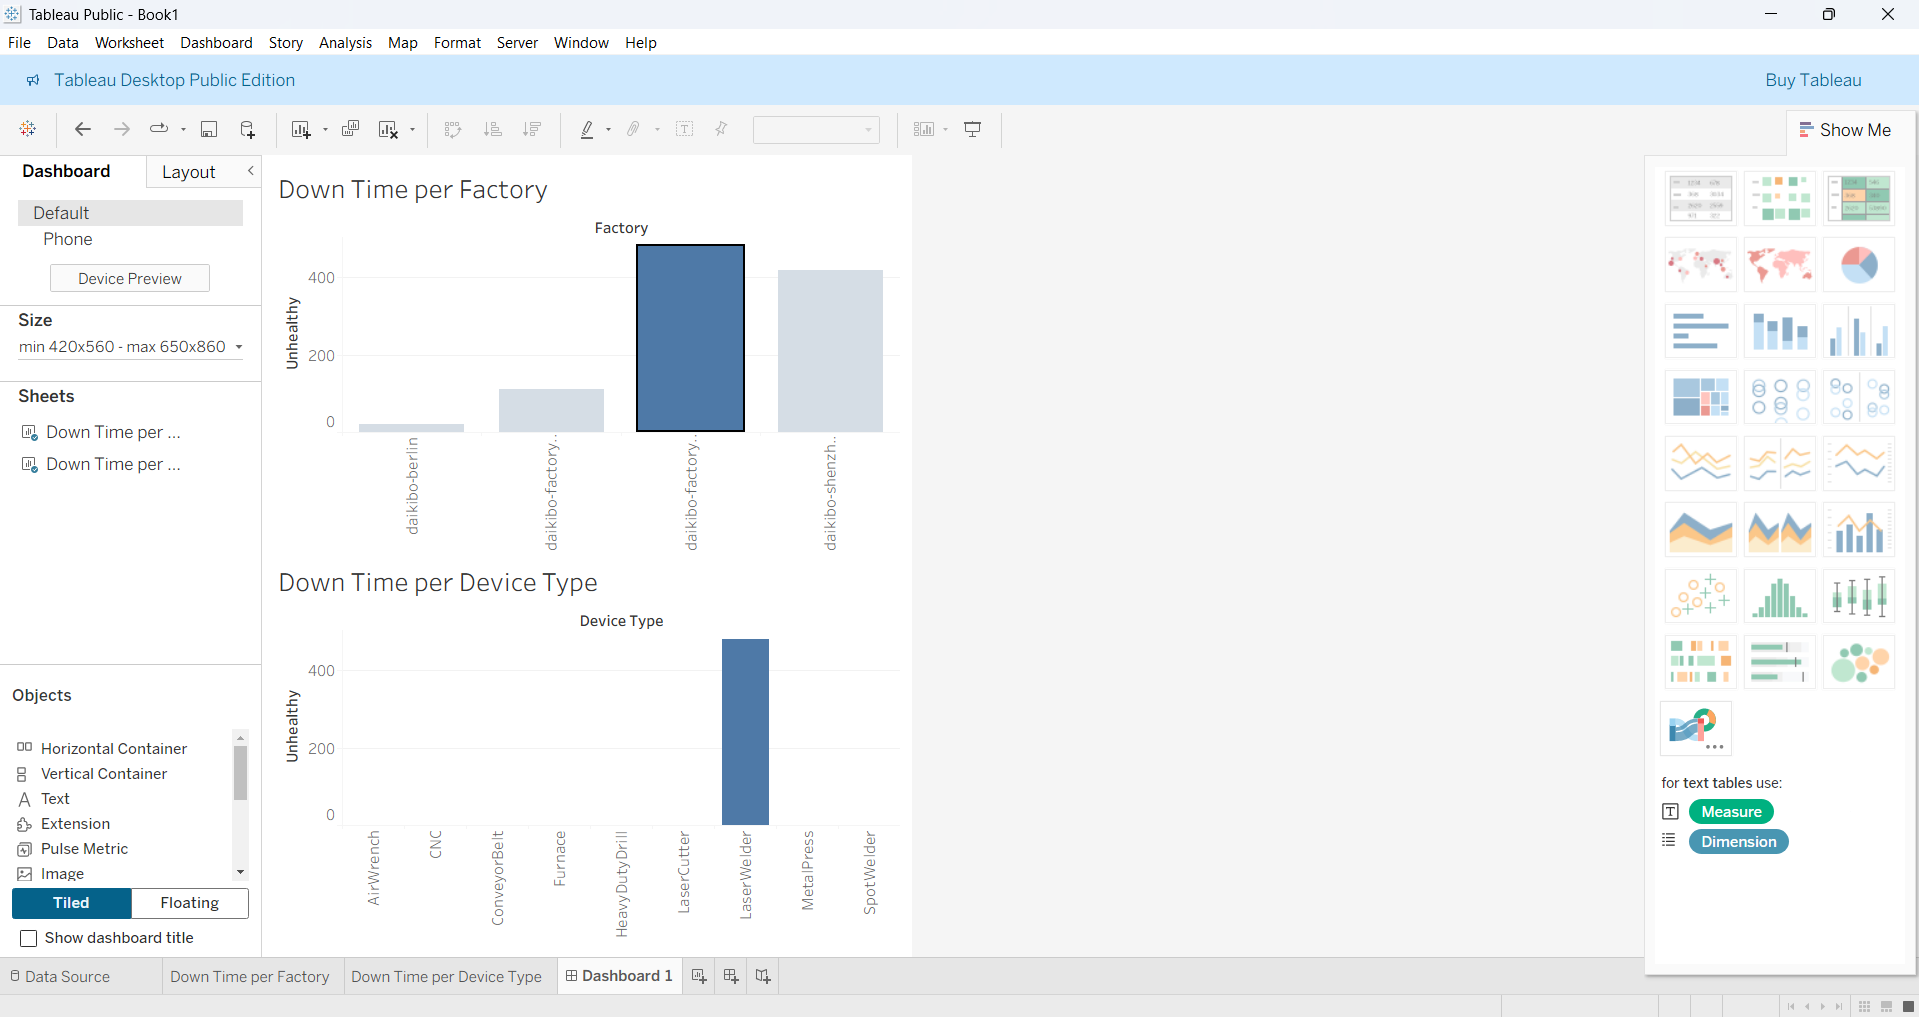 Tableau Public - Book1
File Data Worksheet Dashboard Story Analysis Map Format Server Window Help
Tableau Desktop Public Edition
Buy Tableau
Show Me
Dashboard
Layout
Default
Phone
Device Preview
Size
min 420x560 - max 650x860
Sheets
Down Time per ...
Down Time per ...
Objects
Horizontal Container
Vertical Container
Text
Extension
Pulse Metric
Image
Tiled
Floating
Show dashboard title
Down Time per Factory
Factory
Unhealthy
400
200
0
daikibo-berlin
daikibo-factory..
daikibo-factory..
daikibo-shenzh..
Down Time per Device Type
Device Type
Unhealthy
400
200
0
AirWrench
CNC
ConveyorBelt
Furnace
HeavyDutyDrill
LaserCutter
LaserWelder
MetalPress
SpotWelder
for text tables use:
Measure
Dimension
Data Source
Down Time per Factory
Down Time per Device Type
Dashboard 1